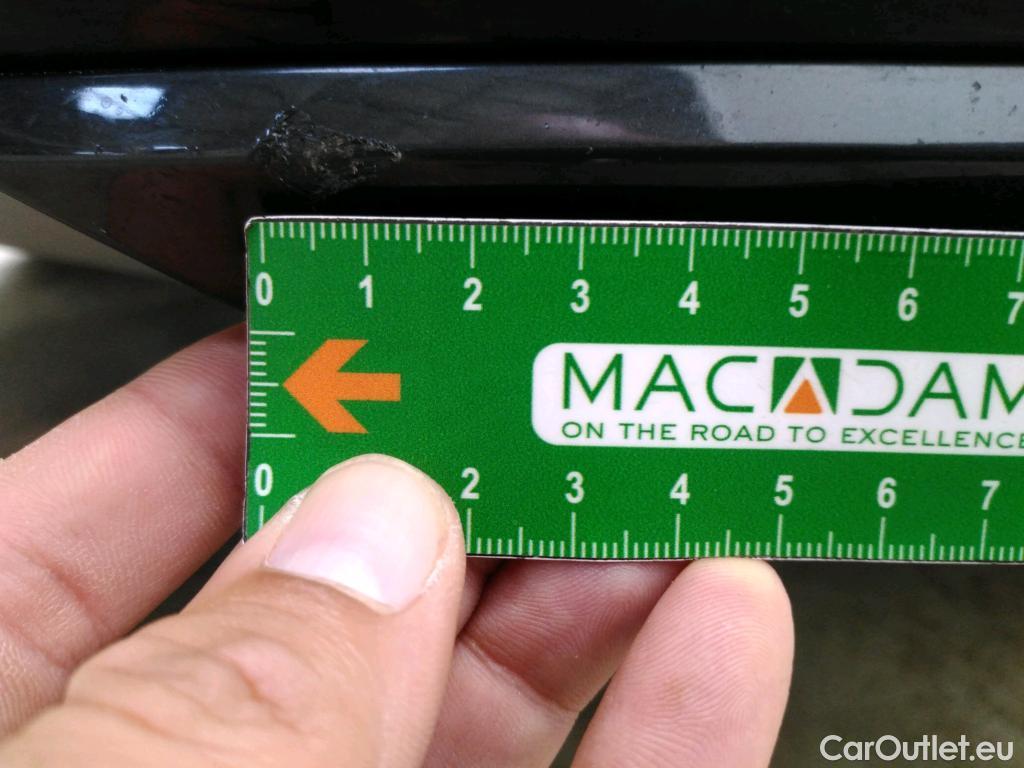 0 1 2 3 4 5 6 7
MACADAM
ON THE ROAD TO EXCELLENCE
0 2 3 4 5 6 7
CarOutlet.eu